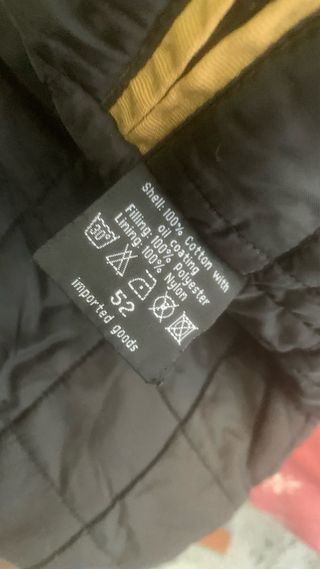 Shell: 100% Cotton with
oil coating
Filling: 100% Polyester
Lining: 100% Nylon
30°
52
imported goods